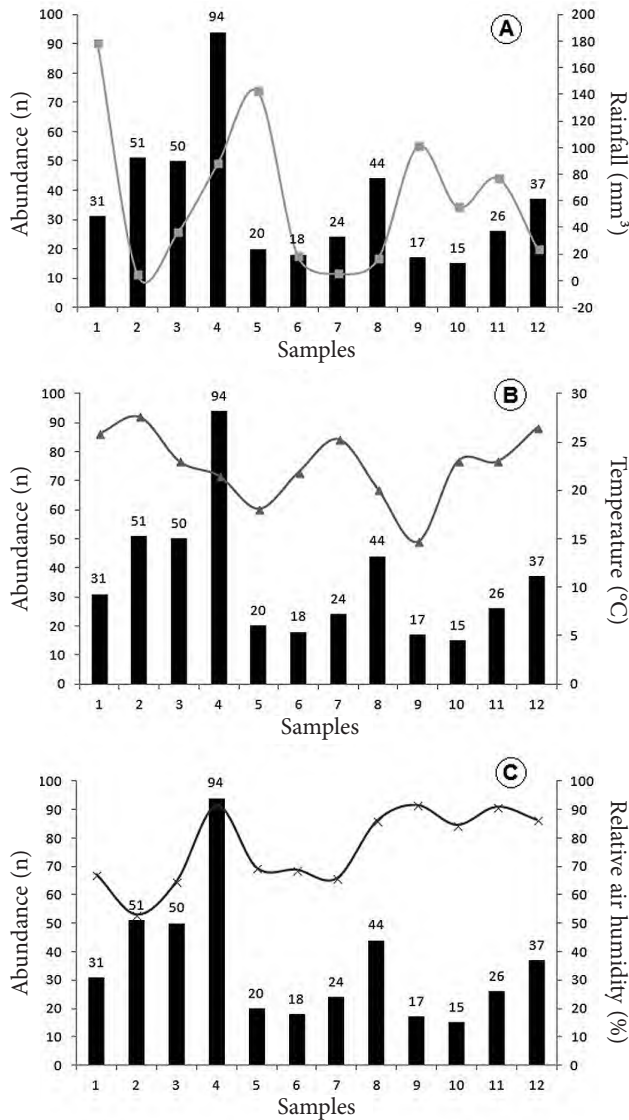 A
Abundance (n)
Rainfall (mm³)
100 90 80 70 60 50 40 30 20 10 0
200 180 160 140 120 100 80 60 40 20 0 -20
31 51 50 94 20 18 24 44 17 15 26 37
1 2 3 4 5 6 7 8 9 10 11 12
Samples
B
Abundance (n)
Temperature (°C)
100 90 80 70 60 50 40 30 20 10 0
30 25 20 15 10 5 0
31 51 50 94 20 18 24 44 17 15 26 37
1 2 3 4 5 6 7 8 9 10 11 12
Samples
C
Abundance (n)
Relative air humidity (%)
100 90 80 70 60 50 40 30 20 10 0
100 90 80 70 60 50 40 30 20 10 0
31 51 50 94 20 18 24 44 17 15 26 37
1 2 3 4 5 6 7 8 9 10 11 12
Samples